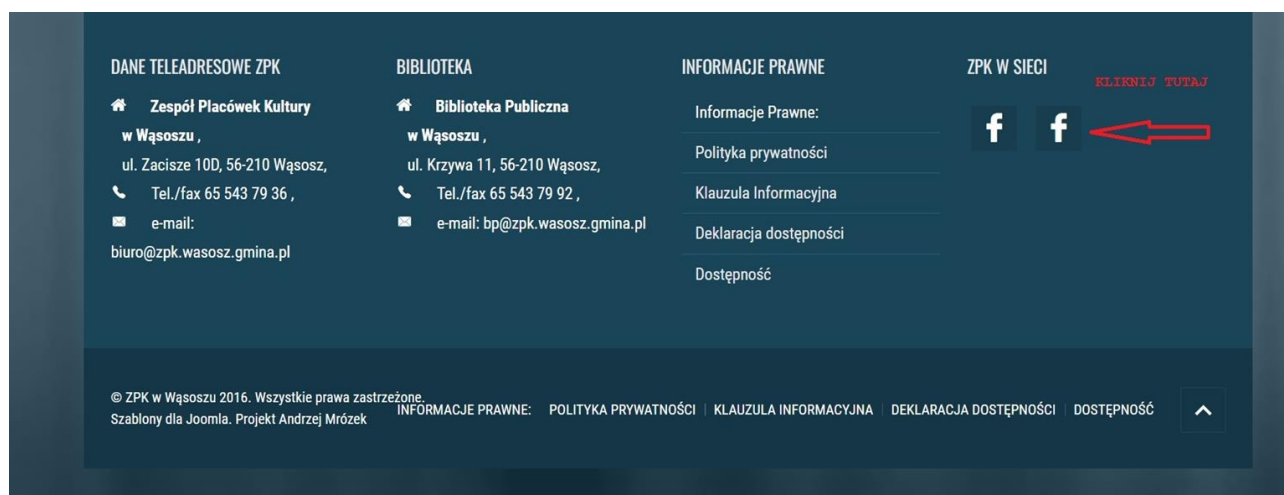 DANE TELEADRESOWE ZPK
Zespół Placówek Kultury
w Wąsoszu ,
ul. Zacisze 10D, 56-210 Wąsosz,
Tel./fax 65 543 79 36 ,
e-mail:
biuro@zpk.wasosz.gmina.pl
BIBLIOTEKA
Biblioteka Publiczna
w Wąsoszu ,
ul. Krzywa 11, 56-210 Wąsosz,
Tel./fax 65 543 79 92 ,
e-mail: bp@zpk.wasosz.gmina.pl
INFORMACJE PRAWNE
Informacje Prawne:
Polityka prywatności
Klauzula Informacyjna
Deklaracja dostępności
Dostępność
ZPK W SIECI
KLIKNIJ TUTAJ
© ZPK w Wąsoszu 2016. Wszystkie prawa zastrzeżone.
Szablony dla Joomla. Projekt Andrzej Mrózek
INFORMACJE PRAWNE: POLITYKA PRYWATNOŚCI | KLAUZULA INFORMACYJNA | DEKLARACJA DOSTĘPNOŚCI | DOSTĘPNOŚĆ